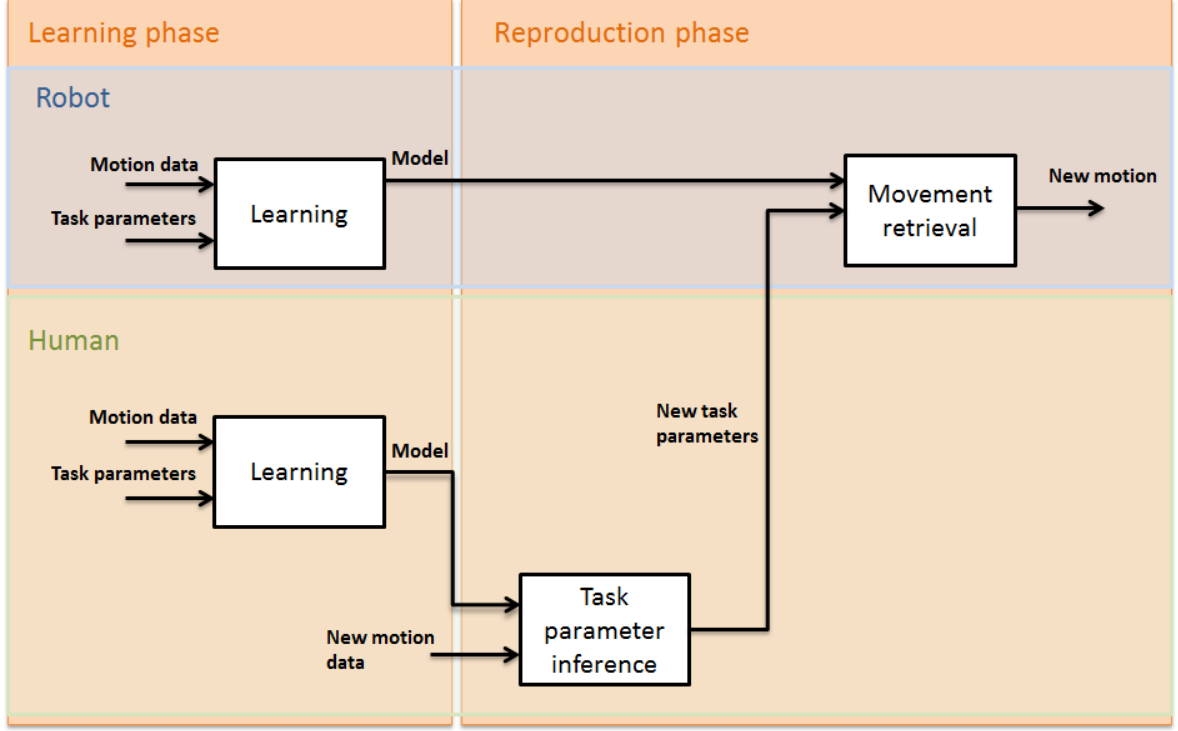 Learning phase
Reproduction phase
Robot
Motion data
Task parameters
Learning
Model
Movement
retrieval
New motion
Human
Motion data
Task parameters
Learning
Model
New task
parameters
New motion
data
Task
parameter
inference